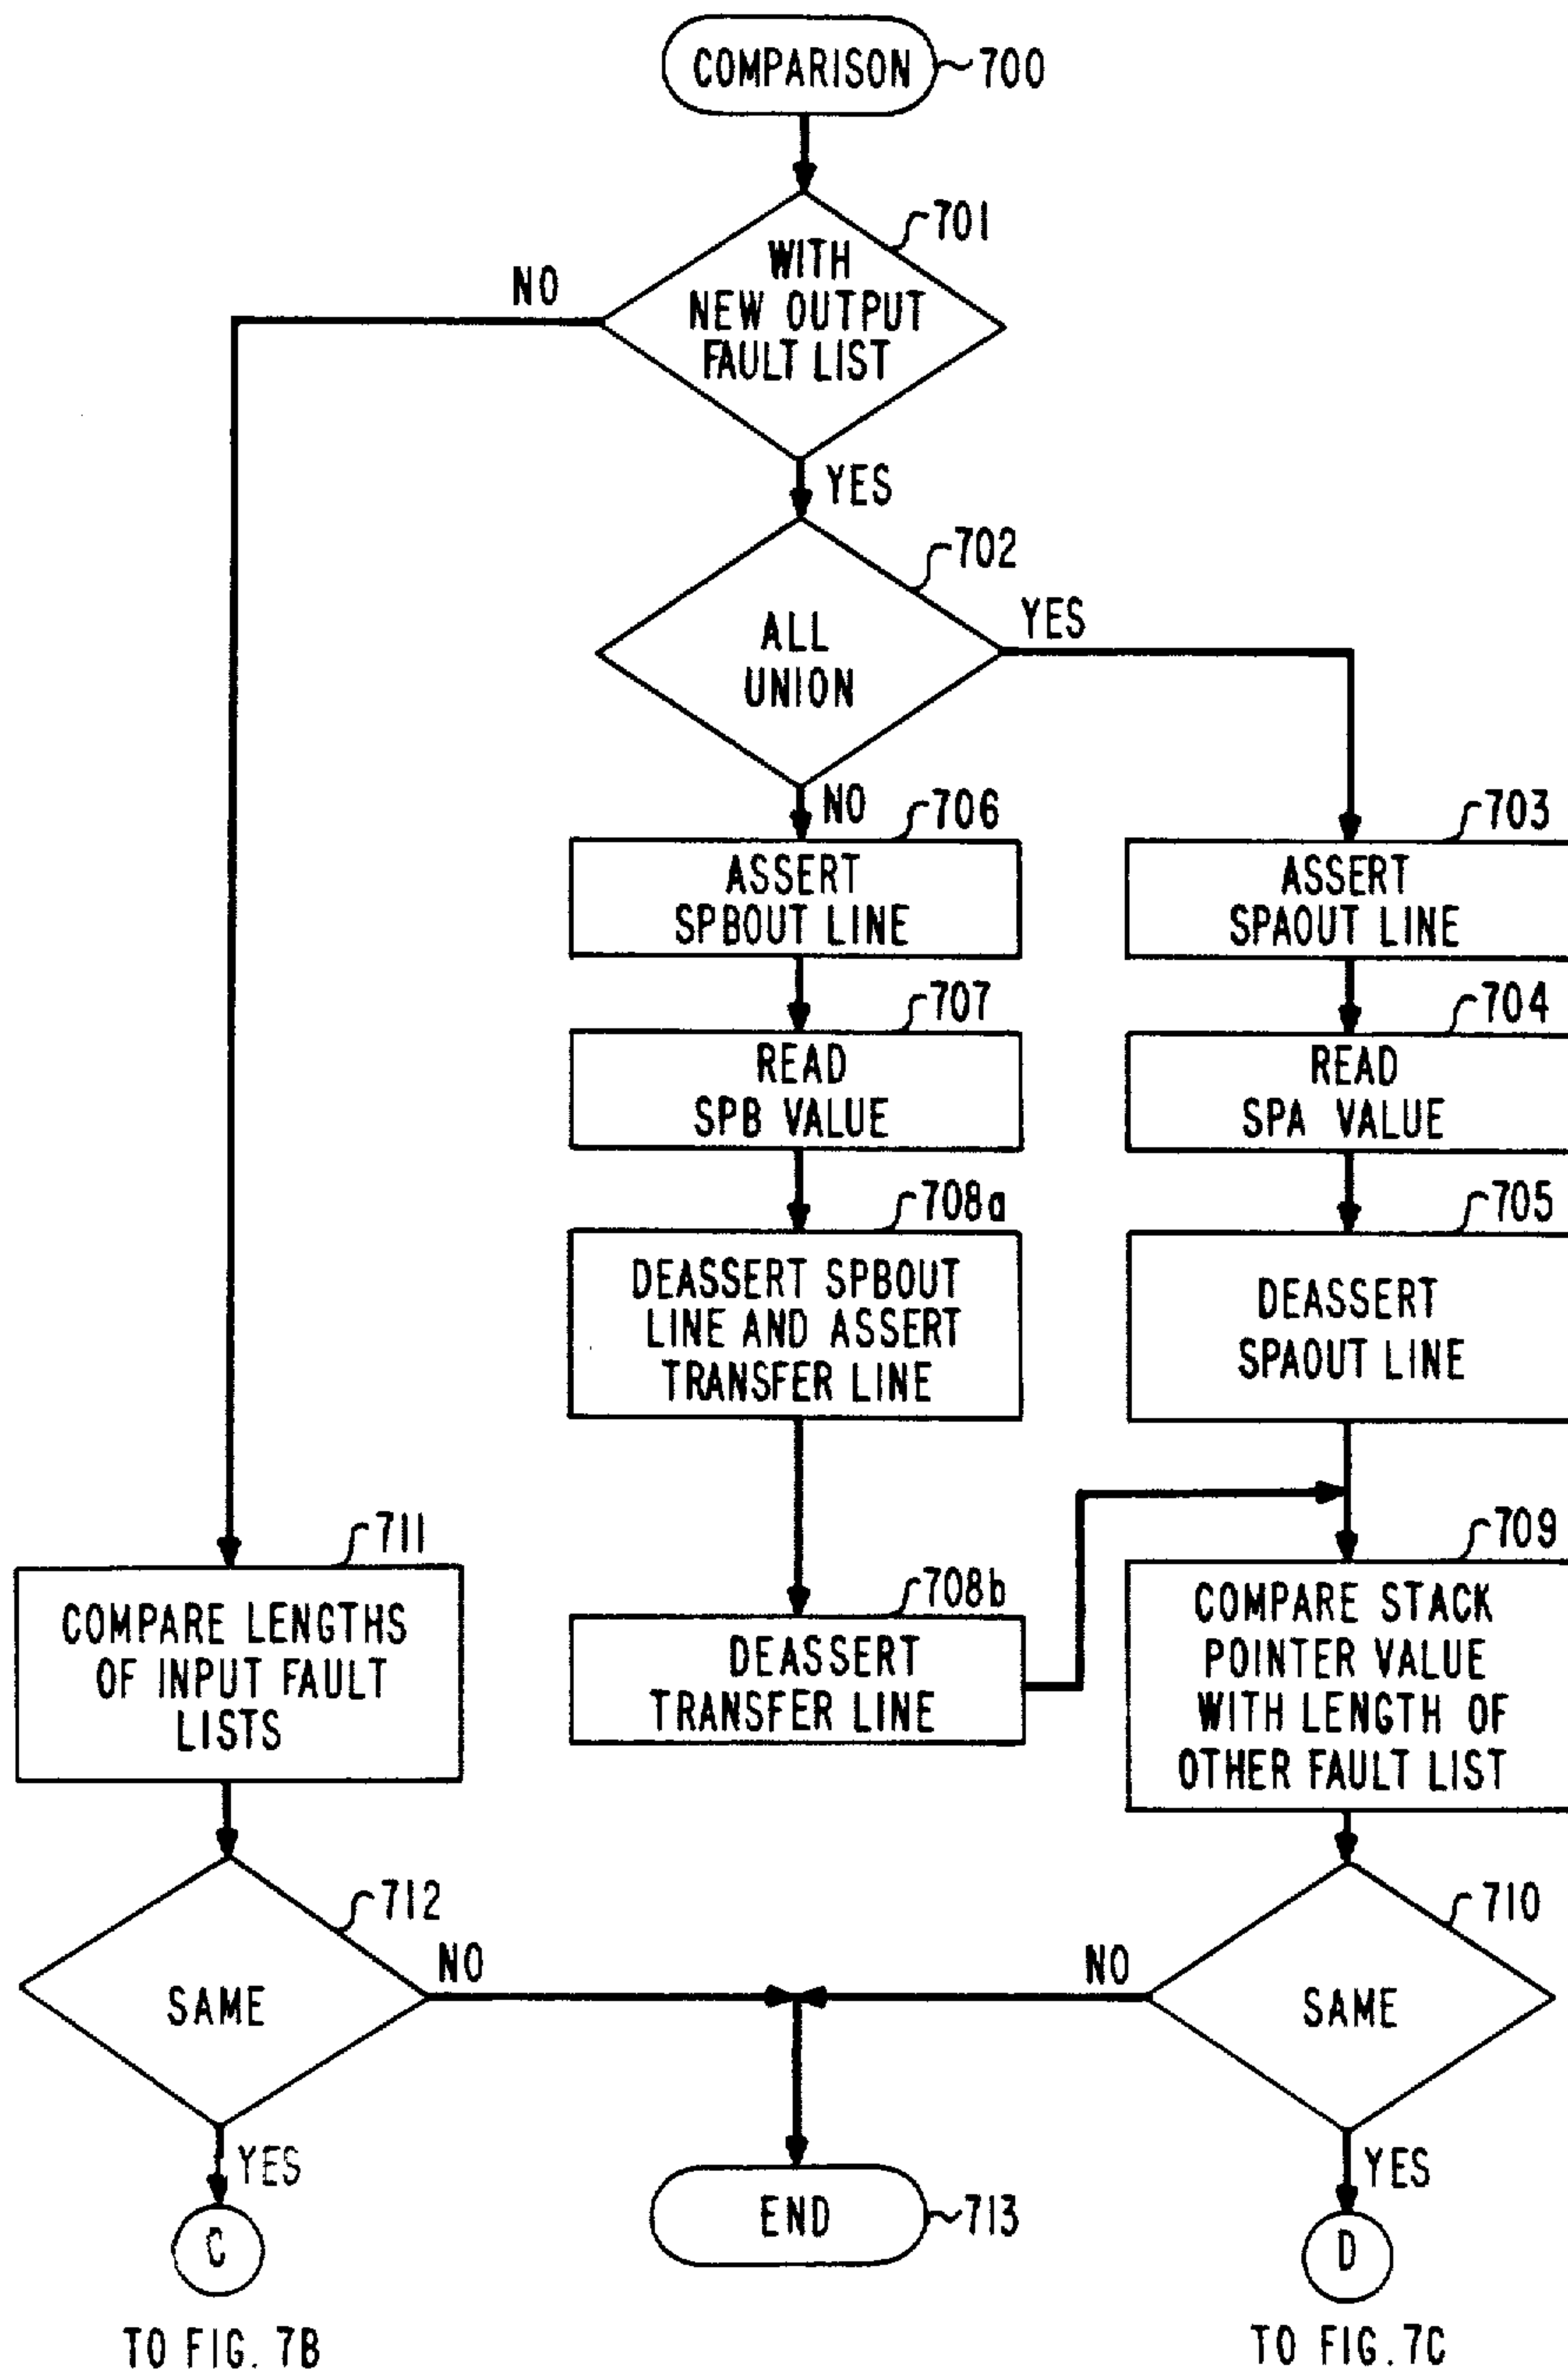 COMPARISON
700
701
WITH
NEW OUTPUT
FAULT LIST
NO
YES
702
ALL
UNION
YES
NO
706
ASSERT
SPBOUT LINE
703
ASSERT
SPAOUT LINE
707
READ
SPB VALUE
704
READ
SPA VALUE
708a
DEASSERT SPBOUT
LINE AND ASSERT
TRANSFER LINE
705
DEASSERT
SPAOUT LINE
711
COMPARE LENGTHS
OF INPUT FAULT
LISTS
708b
DEASSERT
TRANSFER LINE
709
COMPARE STACK
POINTER VALUE
WITH LENGTH OF
OTHER FAULT LIST
712
SAME
NO
YES
710
SAME
NO
YES
C
TO FIG. 7B
END
713
D
TO FIG. 7C